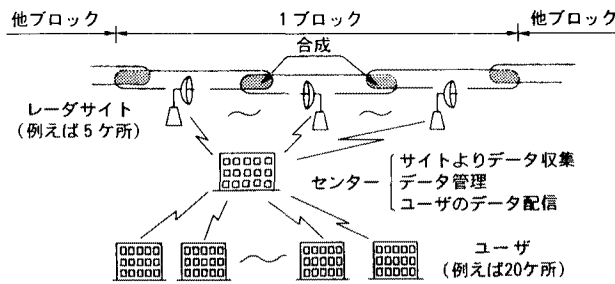 他ブロック
1ブロック
他ブロック
合成
レーダサイト
(例えば5ケ所)
センター
サイトよりデータ収集
データ管理
ユーザのデータ配信
ユーザ
(例えば20ケ所)